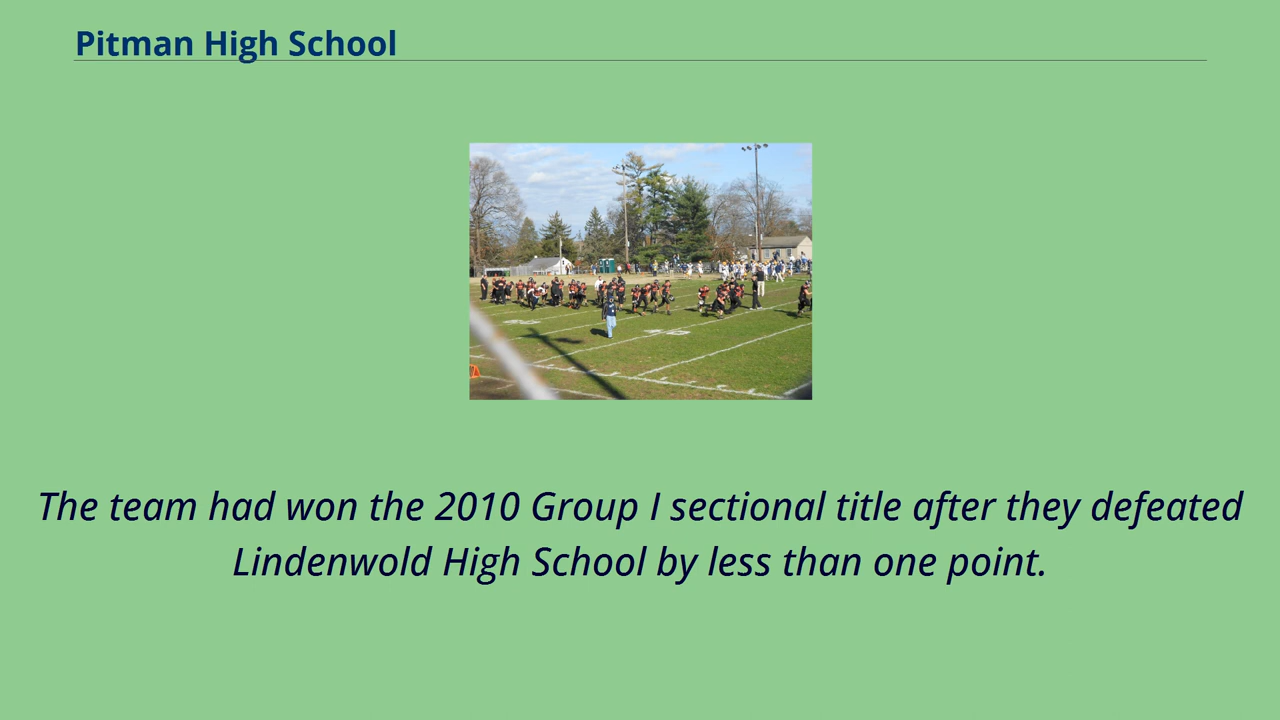 Pitman High School
The team had won the 2010 Group I sectional title after they defeated
Lindenwold High School by less than one point.